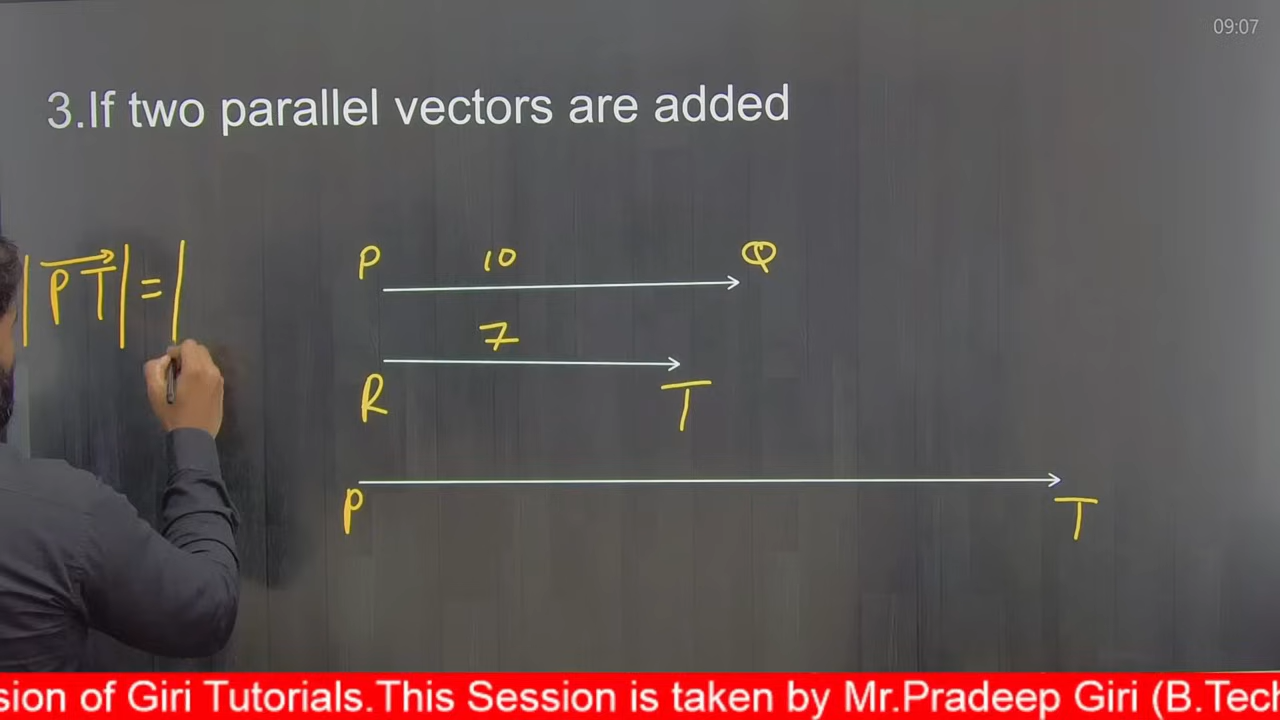 09:07
3.If two parallel vectors are added
|PT| = |
P 10 Q
7
R T
P T
sion of Giri Tutorials.This Session is taken by Mr.Pradeep Giri (B.Tech